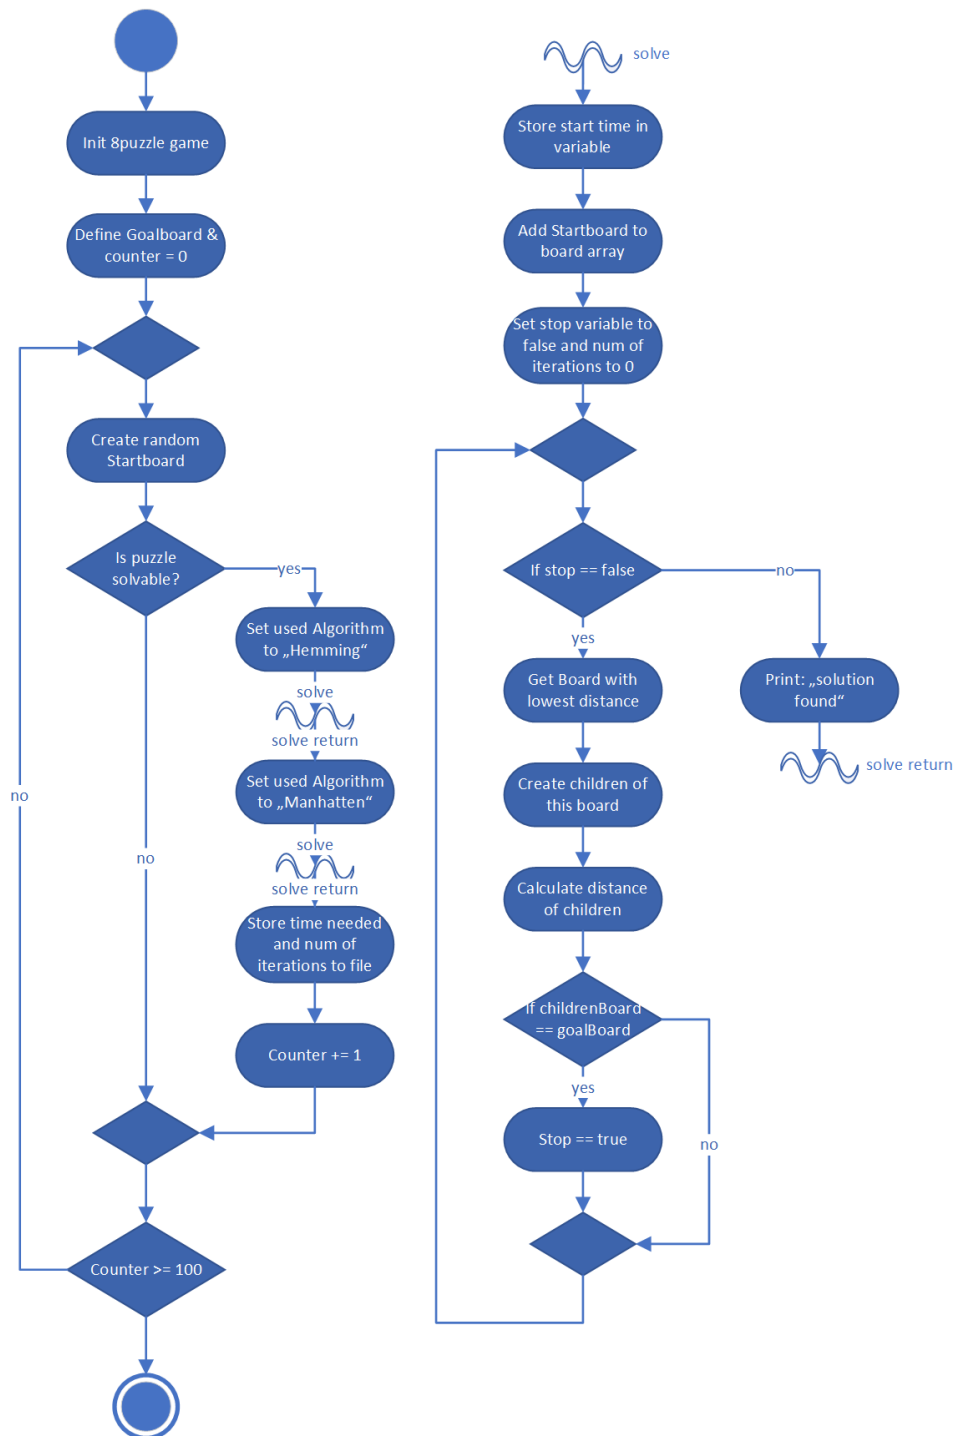 Init 8puzzle game
Define Goalboard &
counter = 0
Create random
Startboard
Is puzzle
solvable?
yes
Set used Algorithm
to „Hemming“
solve
solve return
Set used Algorithm
to „Manhatten“
solve
solve return
Store time needed
and num of
iterations to file
Counter += 1
no
no
Counter >= 100
solve
Store start time in
variable
Add Startboard to
board array
Set stop variable to
false and num of
iterations to 0
If stop == false
no
yes
Print: „solution
found“
solve return
Get Board with
lowest distance
Create children of
this board
Calculate distance
of children
If childrenBoard
== goalBoard
yes
no
Stop == true